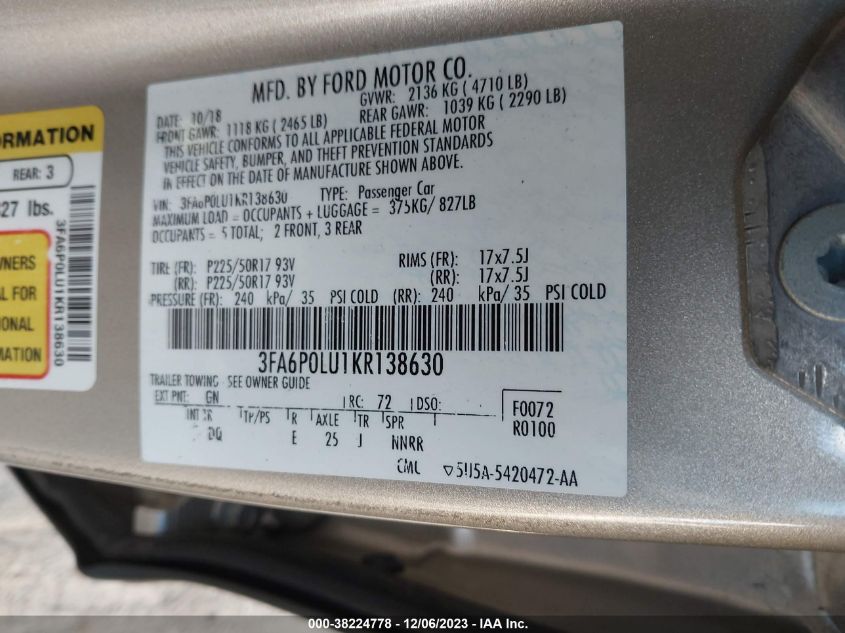 ORMATION
REAR: 3
27 lbs.
WNERS
AL FOR
IONAL
MATION
3FA6P0LU1KR138630
MFD. BY FORD MOTOR CO.
DATE: 10/18 GVWR: 2136 KG ( 4710 LB)
FRONT GAWR: 1118 KG ( 2465 LB) REAR GAWR: 1039 KG ( 2290 LB)
THIS VEHICLE CONFORMS TO ALL APPLICABLE FEDERAL MOTOR
VEHICLE SAFETY, BUMPER, AND THEFT PREVENTION STANDARDS
IN EFFECT ON THE DATE OF MANUFACTURE SHOWN ABOVE.
VIN: 3FA6P0LU1KR138630 TYPE: Passenger Car
MAXIMUM LOAD = OCCUPANTS + LUGGAGE = 375KG/ 827LB
OCCUPANTS = 5 TOTAL; 2 FRONT, 3 REAR
TIRE (FR): P225/50R17 93V RIMS (FR): 17x7.5J
(RR): P225/50R17 93V (RR): 17x7.5J
PRESSURE (FR): 240 kPa/ 35 PSI COLD (RR): 240 kPa/ 35 PSI COLD
3FA6P0LU1KR138630
TRAILER TOWING: SEE OWNER GUIDE
EXT PNT: GN RC: 72 DSO: F0072
INT TR TP/PS R AXLE TR SPR R0100
DQ E 25 J NNRR
CML ▽5U5A-5420472-AA
000-38224778 - 12/06/2023 - IAA Inc.